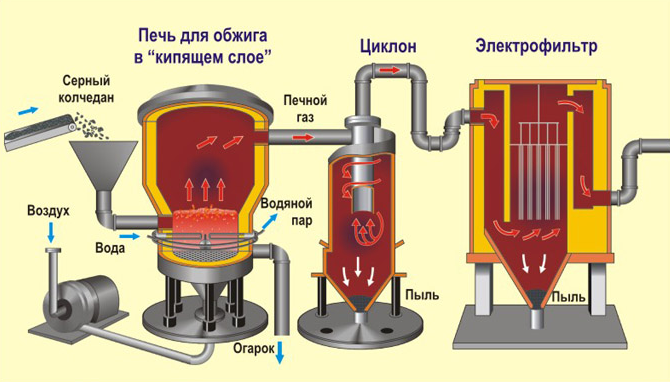 Печь для обжига
в “кипящем слое”
Циклон
Электрофильтр
Серный
колчедан
Печной
газ
Воздух
Вода
Водяной
пар
Огарок
Пыль
Пыль